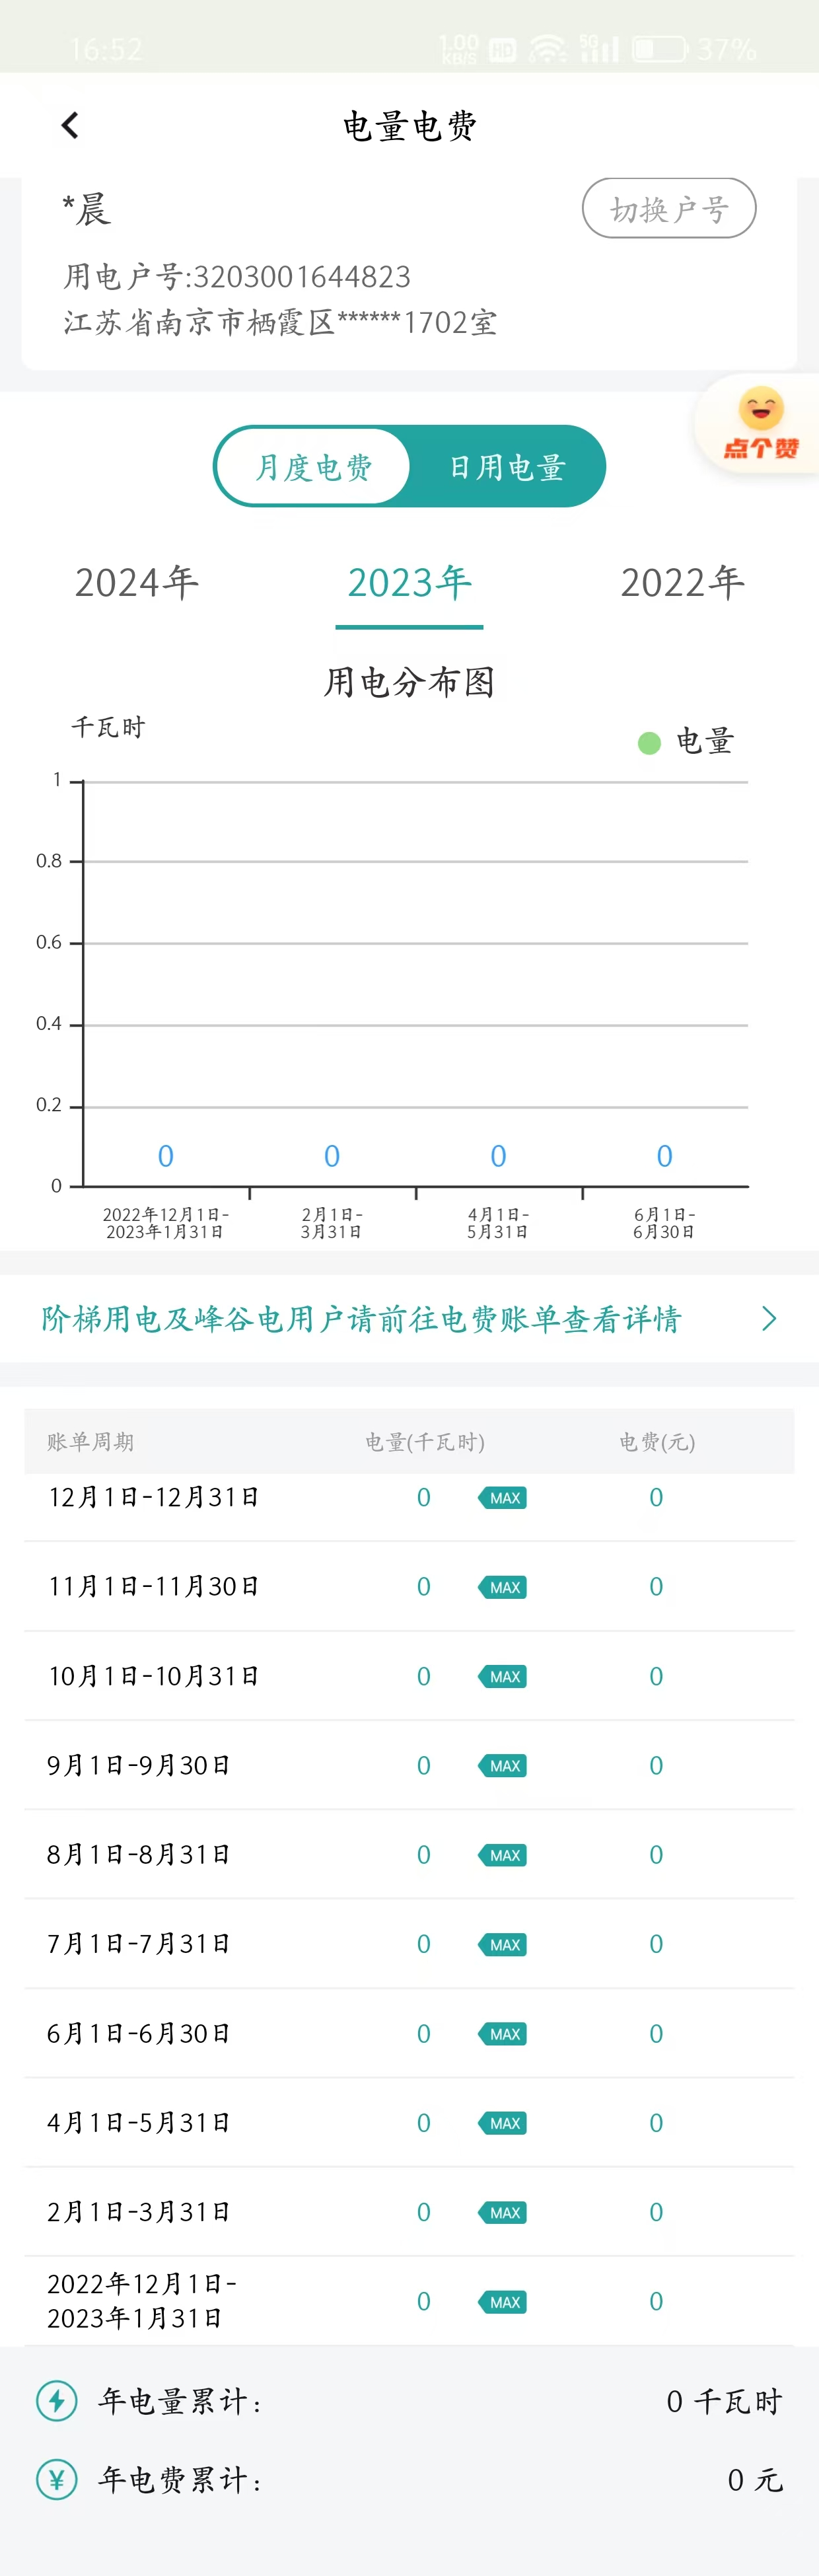 16:52
1.00 KB/S HD 5G 37%
电量电费
*晨
切换户号
用电户号:3203001644823
江苏省南京市栖霞区******1702室
点个赞
月度电费 日用电量
2024年 2023年 2022年
用电分布图
千瓦时
电量
1
0.8
0.6
0.4
0.2
0
0 0 0 0
2022年12月1日-
2023年1月31日
2月1日-
3月31日
4月1日-
5月31日
6月1日-
6月30日
阶梯用电及峰谷电用户请前往电费账单查看详情
账单周期 电量(千瓦时) 电费(元)
12月1日-12月31日 0 MAX 0
11月1日-11月30日 0 MAX 0
10月1日-10月31日 0 MAX 0
9月1日-9月30日 0 MAX 0
8月1日-8月31日 0 MAX 0
7月1日-7月31日 0 MAX 0
6月1日-6月30日 0 MAX 0
4月1日-5月31日 0 MAX 0
2月1日-3月31日 0 MAX 0
2022年12月1日-
2023年1月31日 0 MAX 0
年电量累计: 0 千瓦时
¥ 年电费累计: 0 元